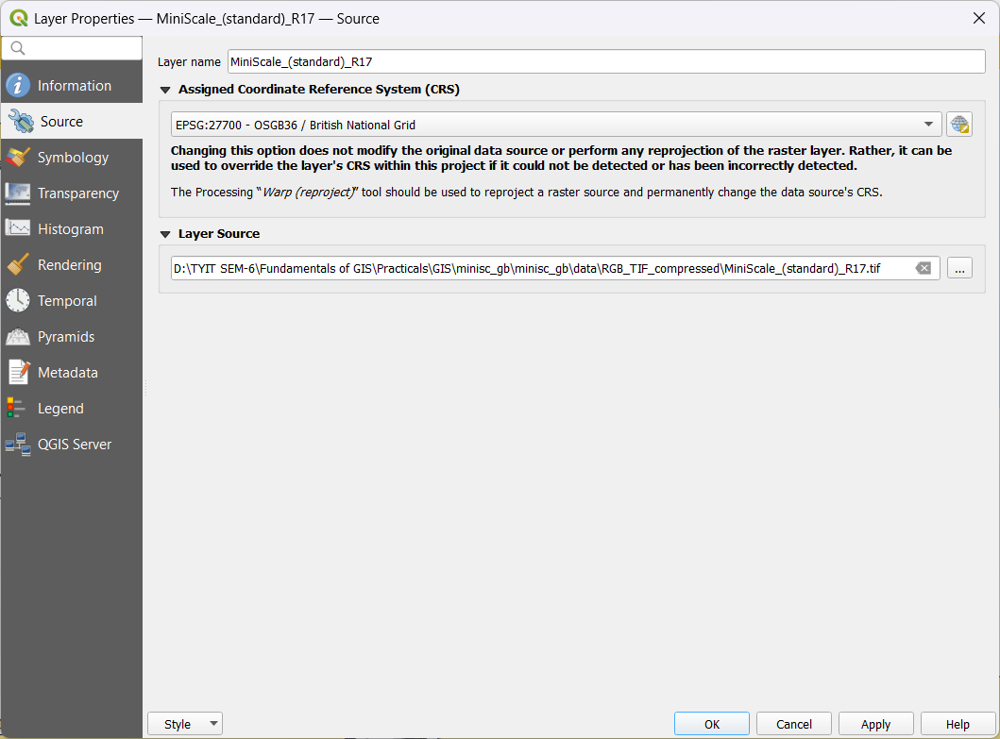 Layer Properties — MiniScale_(standard)_R17 — Source
Information
Source
Symbology
Transparency
Histogram
Rendering
Temporal
Pyramids
Metadata
Legend
QGIS Server
Layer name MiniScale_(standard)_R17
Assigned Coordinate Reference System (CRS)
EPSG:27700 - OSGB36 / British National Grid
Changing this option does not modify the original data source or perform any reprojection of the raster layer. Rather, it can be
used to override the layer's CRS within this project if it could not be detected or has been incorrectly detected.
The Processing “Warp (reproject)” tool should be used to reproject a raster source and permanently change the data source's CRS.
Layer Source
D:\TYIT SEM-6\Fundamentals of GIS\Practicals\GIS\minisc_gb\minisc_gb\data\RGB_TIF_compressed\MiniScale_(standard)_R17.tif
...
Style
OK
Cancel
Apply
Help